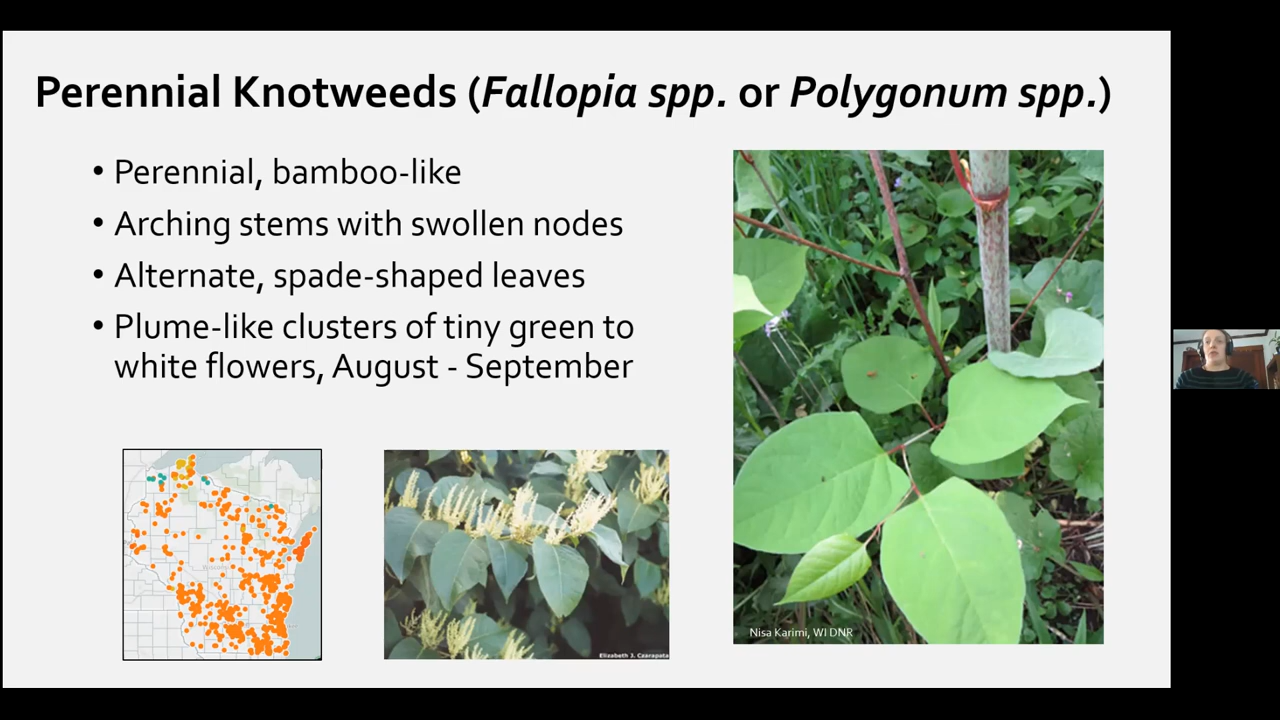 Perennial Knotweeds (Fallopia spp. or Polygonum spp.)
• Perennial, bamboo-like
• Arching stems with swollen nodes
• Alternate, spade-shaped leaves
• Plume-like clusters of tiny green to
white flowers, August - September
Nisa Karimi, WI DNR
Elizabeth J. Czarapata